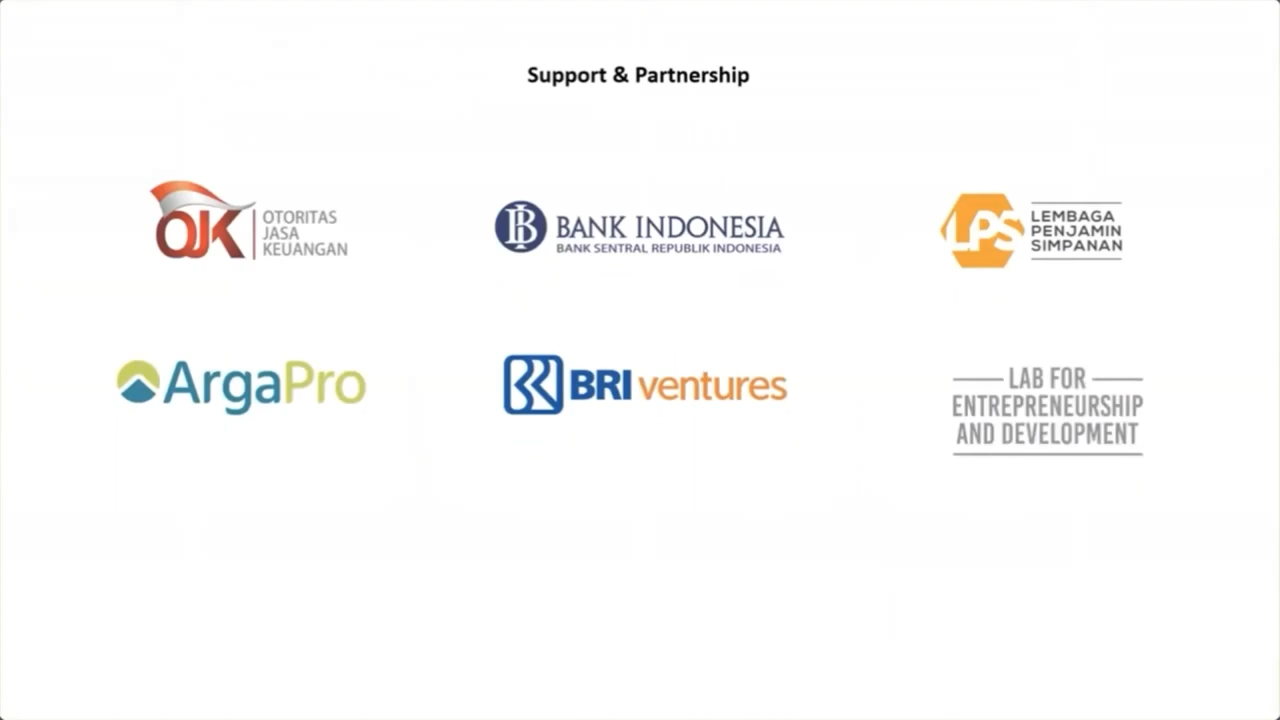 Support & Partnership
OJK
OTORITAS
JASA
KEUANGAN
BANK INDONESIA
BANK SENTRAL REPUBLIK INDONESIA
LPS
LEMBAGA
PENJAMIN
SIMPANAN
ArgaPro
BRI ventures
LAB FOR
ENTREPRENEURSHIP
AND DEVELOPMENT